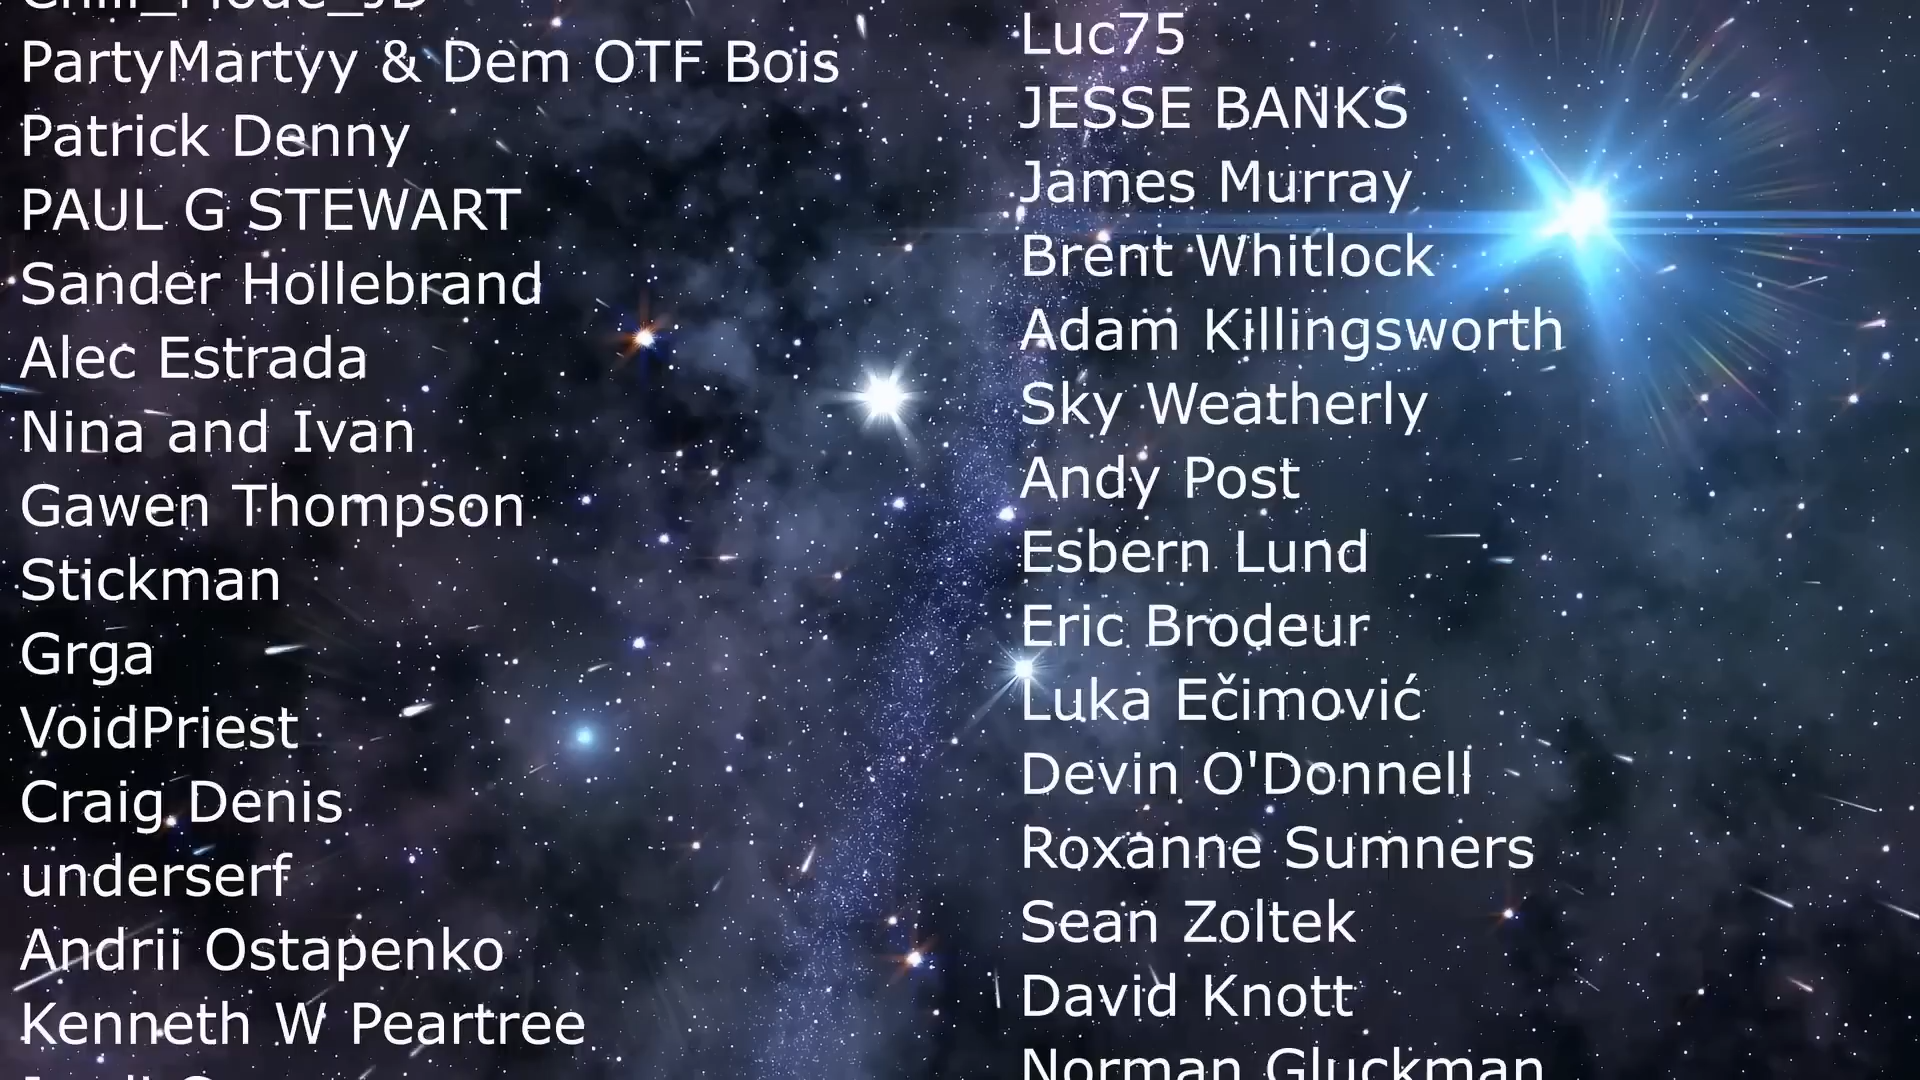 Chill_Mode_JD
PartyMartyy & Dem OTF Bois
Patrick Denny
PAUL G STEWART
Sander Hollebrand
Alec Estrada
Nina and Ivan
Gawen Thompson
Stickman
Grga
VoidPriest
Craig Denis
underserf
Andrii Ostapenko
Kenneth W Peartree
Luc75
JESSE BANKS
James Murray
Brent Whitlock
Adam Killingsworth
Sky Weatherly
Andy Post
Esbern Lund
Eric Brodeur
Luka Ečimović
Devin O'Donnell
Roxanne Sumners
Sean Zoltek
David Knott
Norman Gluckman